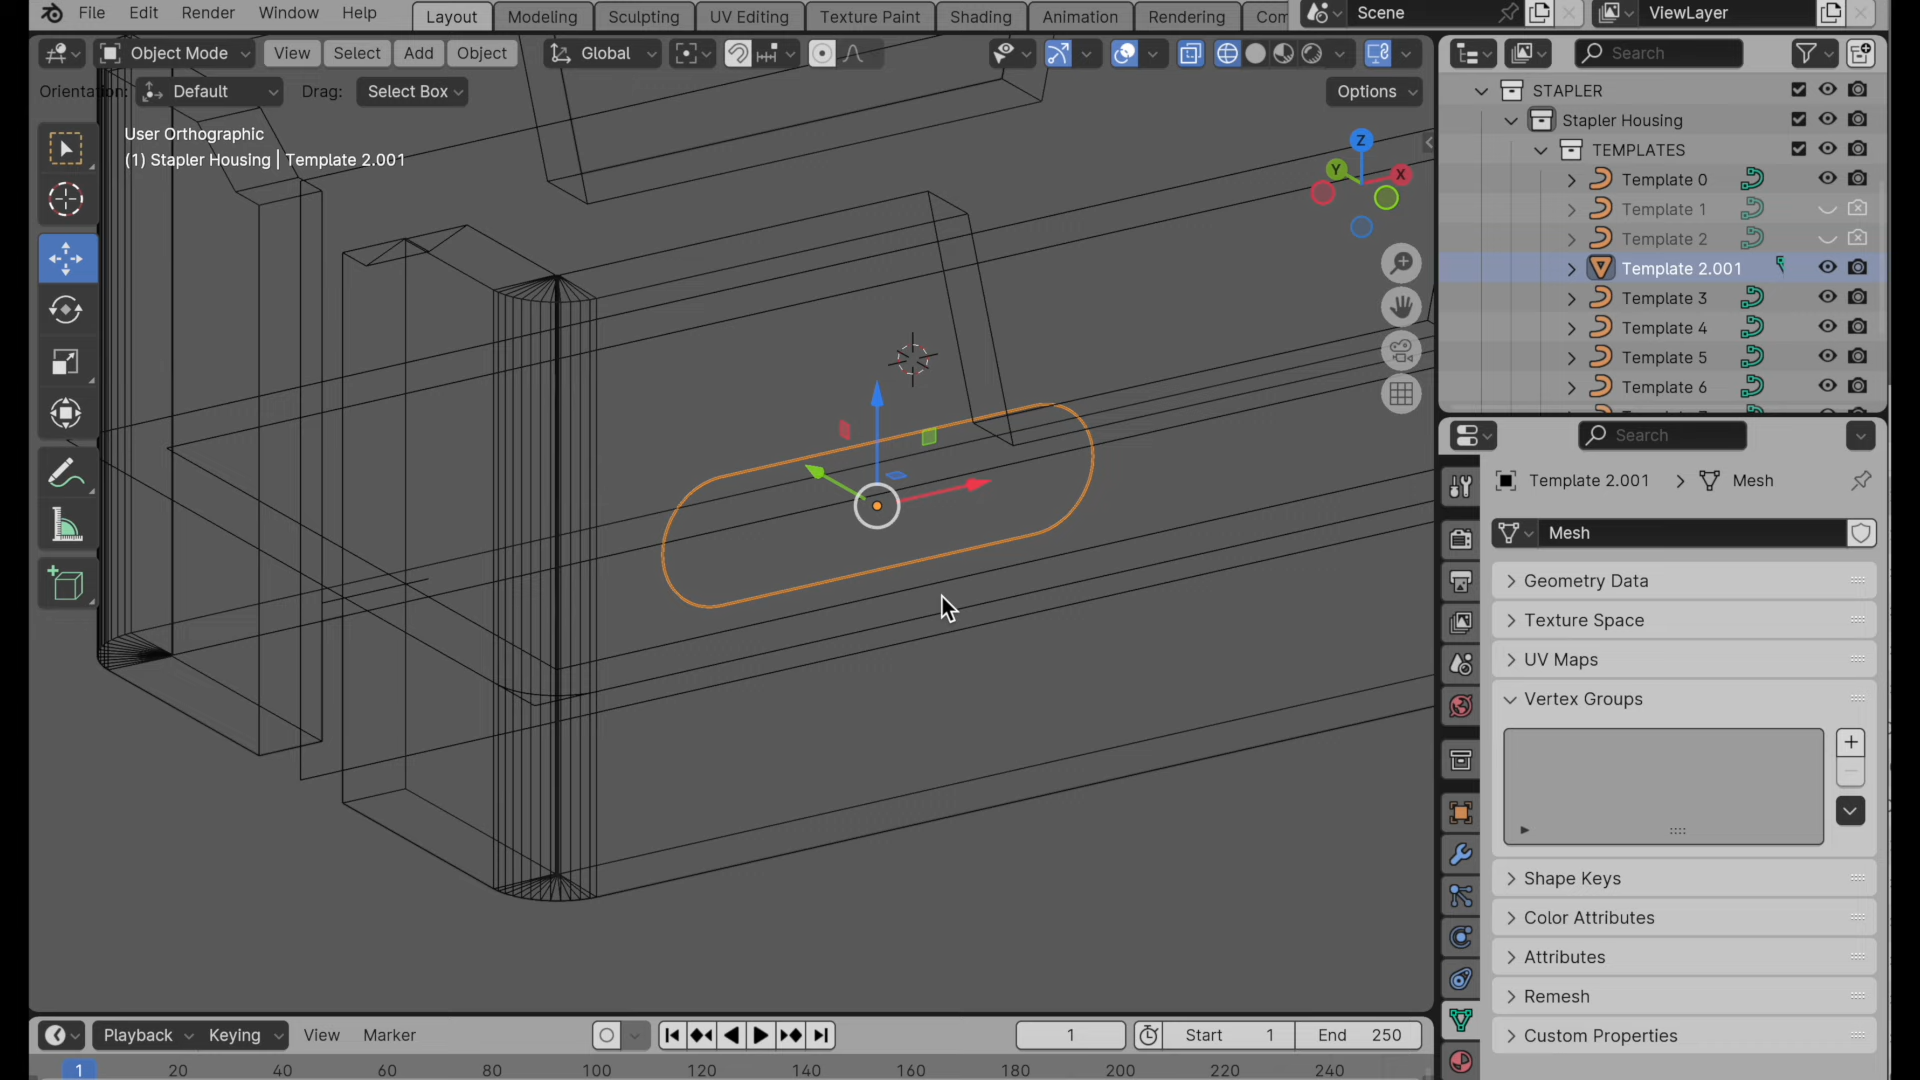 File Edit Render Window Help Layout Modeling Sculpting UV Editing Texture Paint Shading Animation Rendering Com Scene ViewLayer
Object Mode View Select Add Object Global Search
Orientation: Default Drag: Select Box Options
User Orthographic
(1) Stapler Housing | Template 2.001
Z
Y
X
STAPLER
Stapler Housing
TEMPLATES
Template 0
Template 1
Template 2
Template 2.001
Template 3
Template 4
Template 5
Template 6
Search
Template 2.001 Mesh
Mesh
Geometry Data
Texture Space
UV Maps
Vertex Groups
Shape Keys
Color Attributes
Attributes
Remesh
Custom Properties
Playback Keying View Marker 1 Start 1 End 250
1 20 40 60 80 100 120 140 160 180 200 220 240